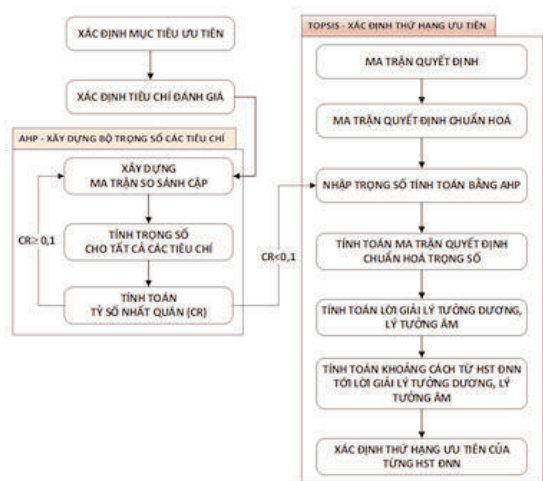 XÁC ĐỊNH MỤC TIÊU ƯU TIÊN
XÁC ĐỊNH TIÊU CHÍ ĐÁNH GIÁ
AHP - XÂY DỰNG BỘ TRỌNG SỐ CÁC TIÊU CHÍ
XÂY DỰNG
MA TRẬN SO SÁNH CẶP
CR≥ 0,1
TÍNH TRỌNG SỐ
CHO TẤT CẢ CÁC TIÊU CHÍ
TÍNH TOÁN
TỶ SỐ NHẤT QUÁN (CR)
CR<0,1
TOPSIS - XÁC ĐỊNH THỨ HẠNG ƯU TIÊN
MA TRẬN QUYẾT ĐỊNH
MA TRẬN QUYẾT ĐỊNH CHUẨN HOÁ
NHẬP TRỌNG SỐ TÍNH TOÁN BẰNG AHP
TÍNH TOÁN MA TRẬN QUYẾT ĐỊNH
CHUẨN HOÁ TRỌNG SỐ
TÍNH TOÁN LỜI GIẢI LÝ TƯỞNG DƯƠNG,
LÝ TƯỞNG ÂM
TÍNH TOÁN KHOẢNG CÁCH TỪ HST ĐNN
TỚI LỜI GIẢI LÝ TƯỞNG DƯƠNG, LÝ
TƯỞNG ÂM
XÁC ĐỊNH THỨ HẠNG ƯU TIÊN CỦA
TỪNG HST ĐNN